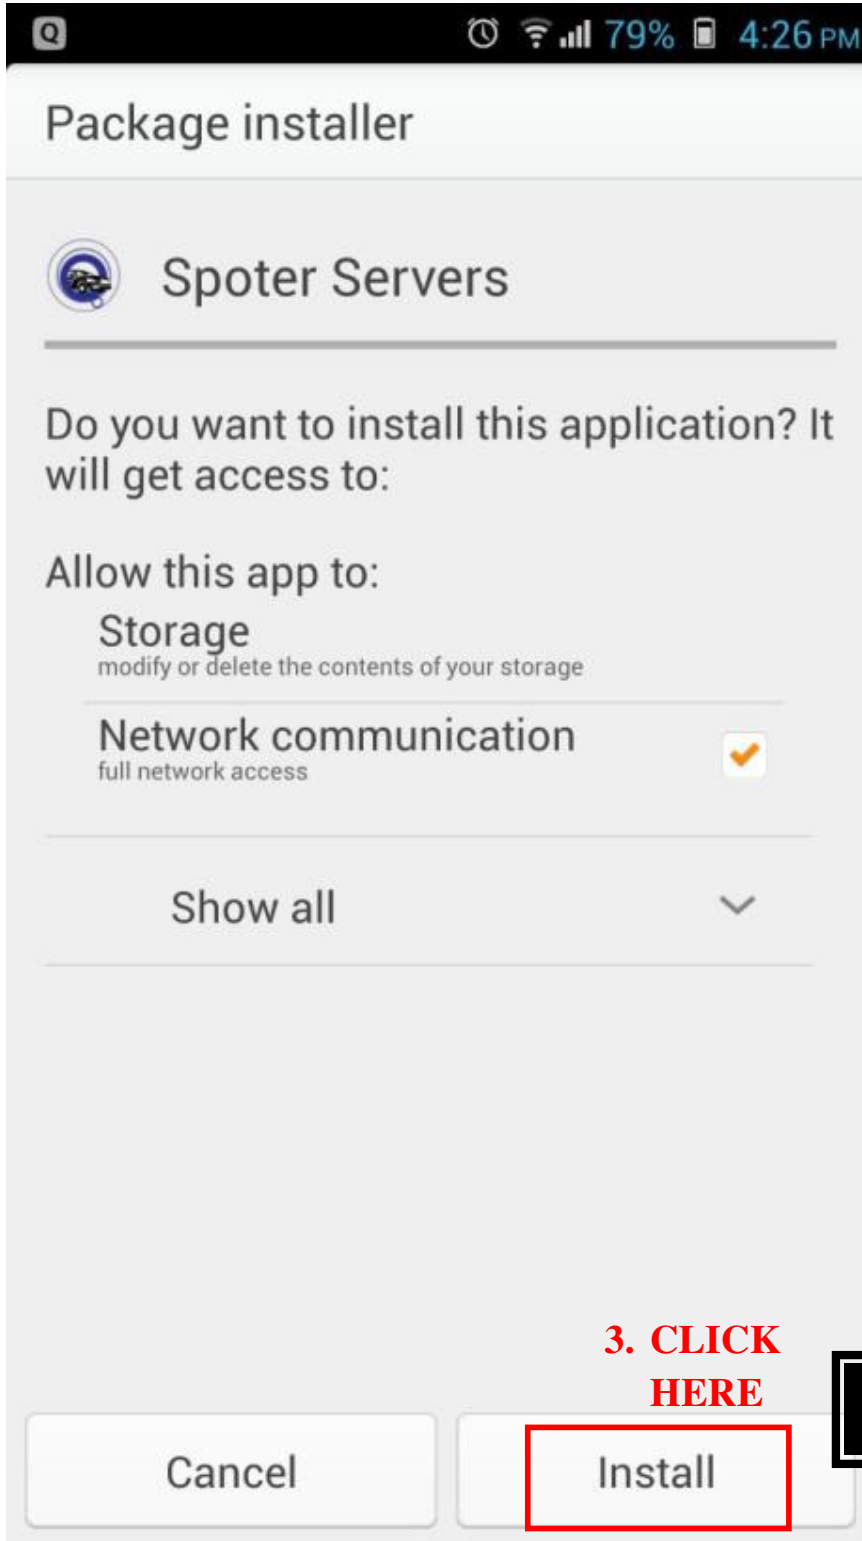 Q 79% 4:26 PM
Package installer
Spoter Servers
Do you want to install this application? It
will get access to:
Allow this app to:
Storage
modify or delete the contents of your storage
Network communication
full network access
Show all
3. CLICK
HERE
Cancel
Install